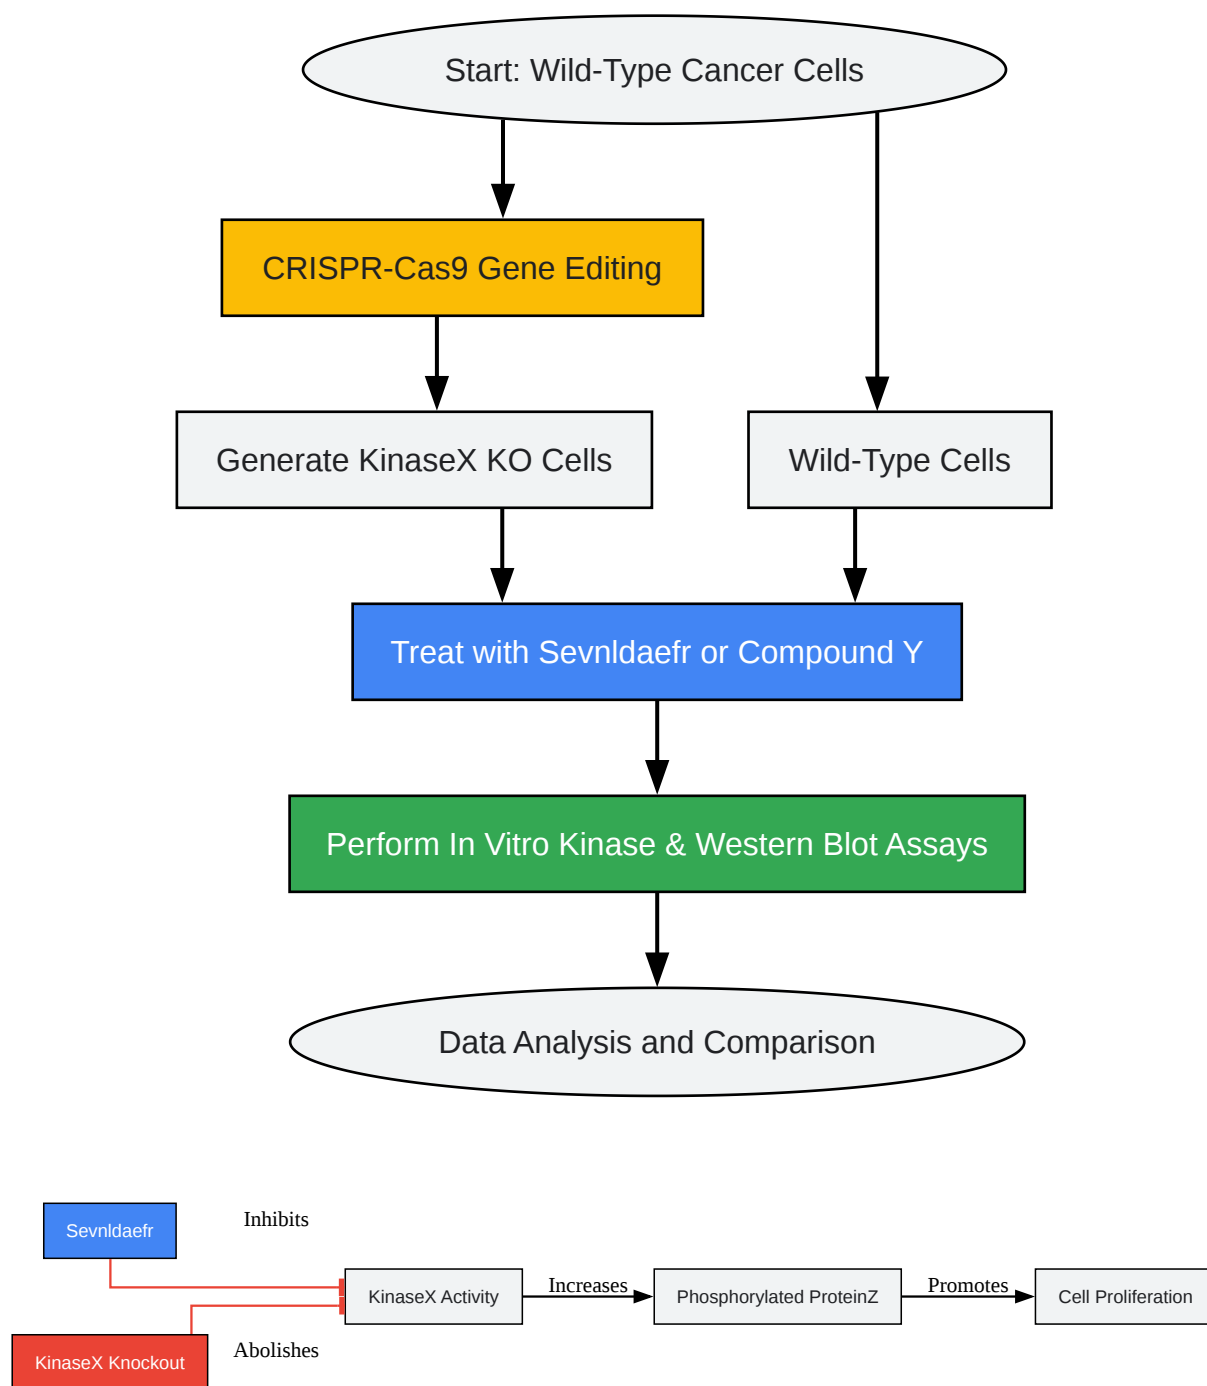 Start: Wild-Type Cancer Cells
CRISPR-Cas9 Gene Editing
Generate KinaseX KO Cells
Wild-Type Cells
Treat with Sevnldaefr or Compound Y
Perform In Vitro Kinase & Western Blot Assays
Data Analysis and Comparison
Sevnldaefr
Inhibits
KinaseX Activity
Increases
Phosphorylated ProteinZ
Promotes
Cell Proliferation
KinaseX Knockout
Abolishes